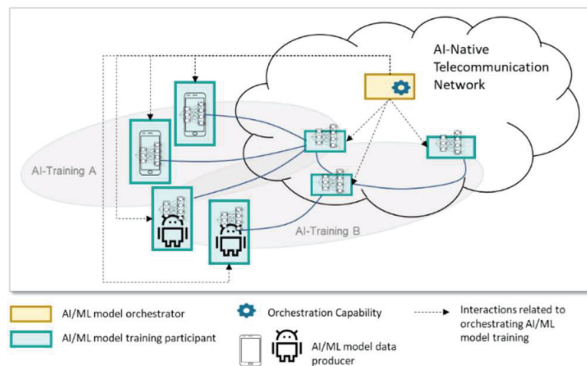 AI-Native
Telecommunication
Network
AI-Training A
AI-Training B
AI/ML model orchestrator
Orchestration Capability
Interactions related to
orchestrating AI/ML
model training
AI/ML model training participant
AI/ML model data
producer